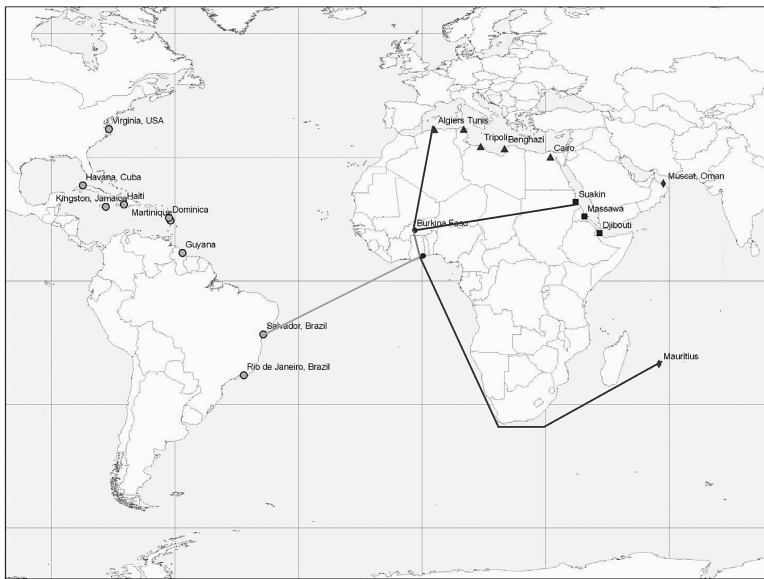 Virginia, USA
Algiers Tunis
Tripoli
Benghazi
Cairo
Havana, Cuba
Muscat, Oman
Kingston, Jamaica
Haiti
Suakin
Martinique
Dominica
Massawa
Burkina Faso
Djibouti
Guyana
Salvador, Brazil
Mauritius
Rio de Janeiro, Brazil